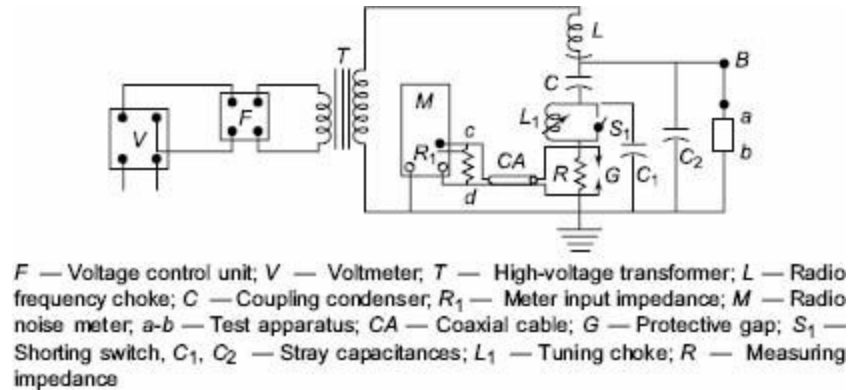 L
T
B
C
M
F
V
L₁
S₁
a
c
R₁
CA
R
G
C₁
C₂
b
d
F — Voltage control unit; V — Voltmeter; T — High-voltage transformer; L — Radio
frequency choke; C — Coupling condenser; R₁ — Meter input impedance; M — Radio
noise meter; a-b — Test apparatus; CA — Coaxial cable; G — Protective gap; S₁ —
Shorting switch, C₁, C₂ — Stray capacitances; L₁ — Tuning choke; R — Measuring
impedance